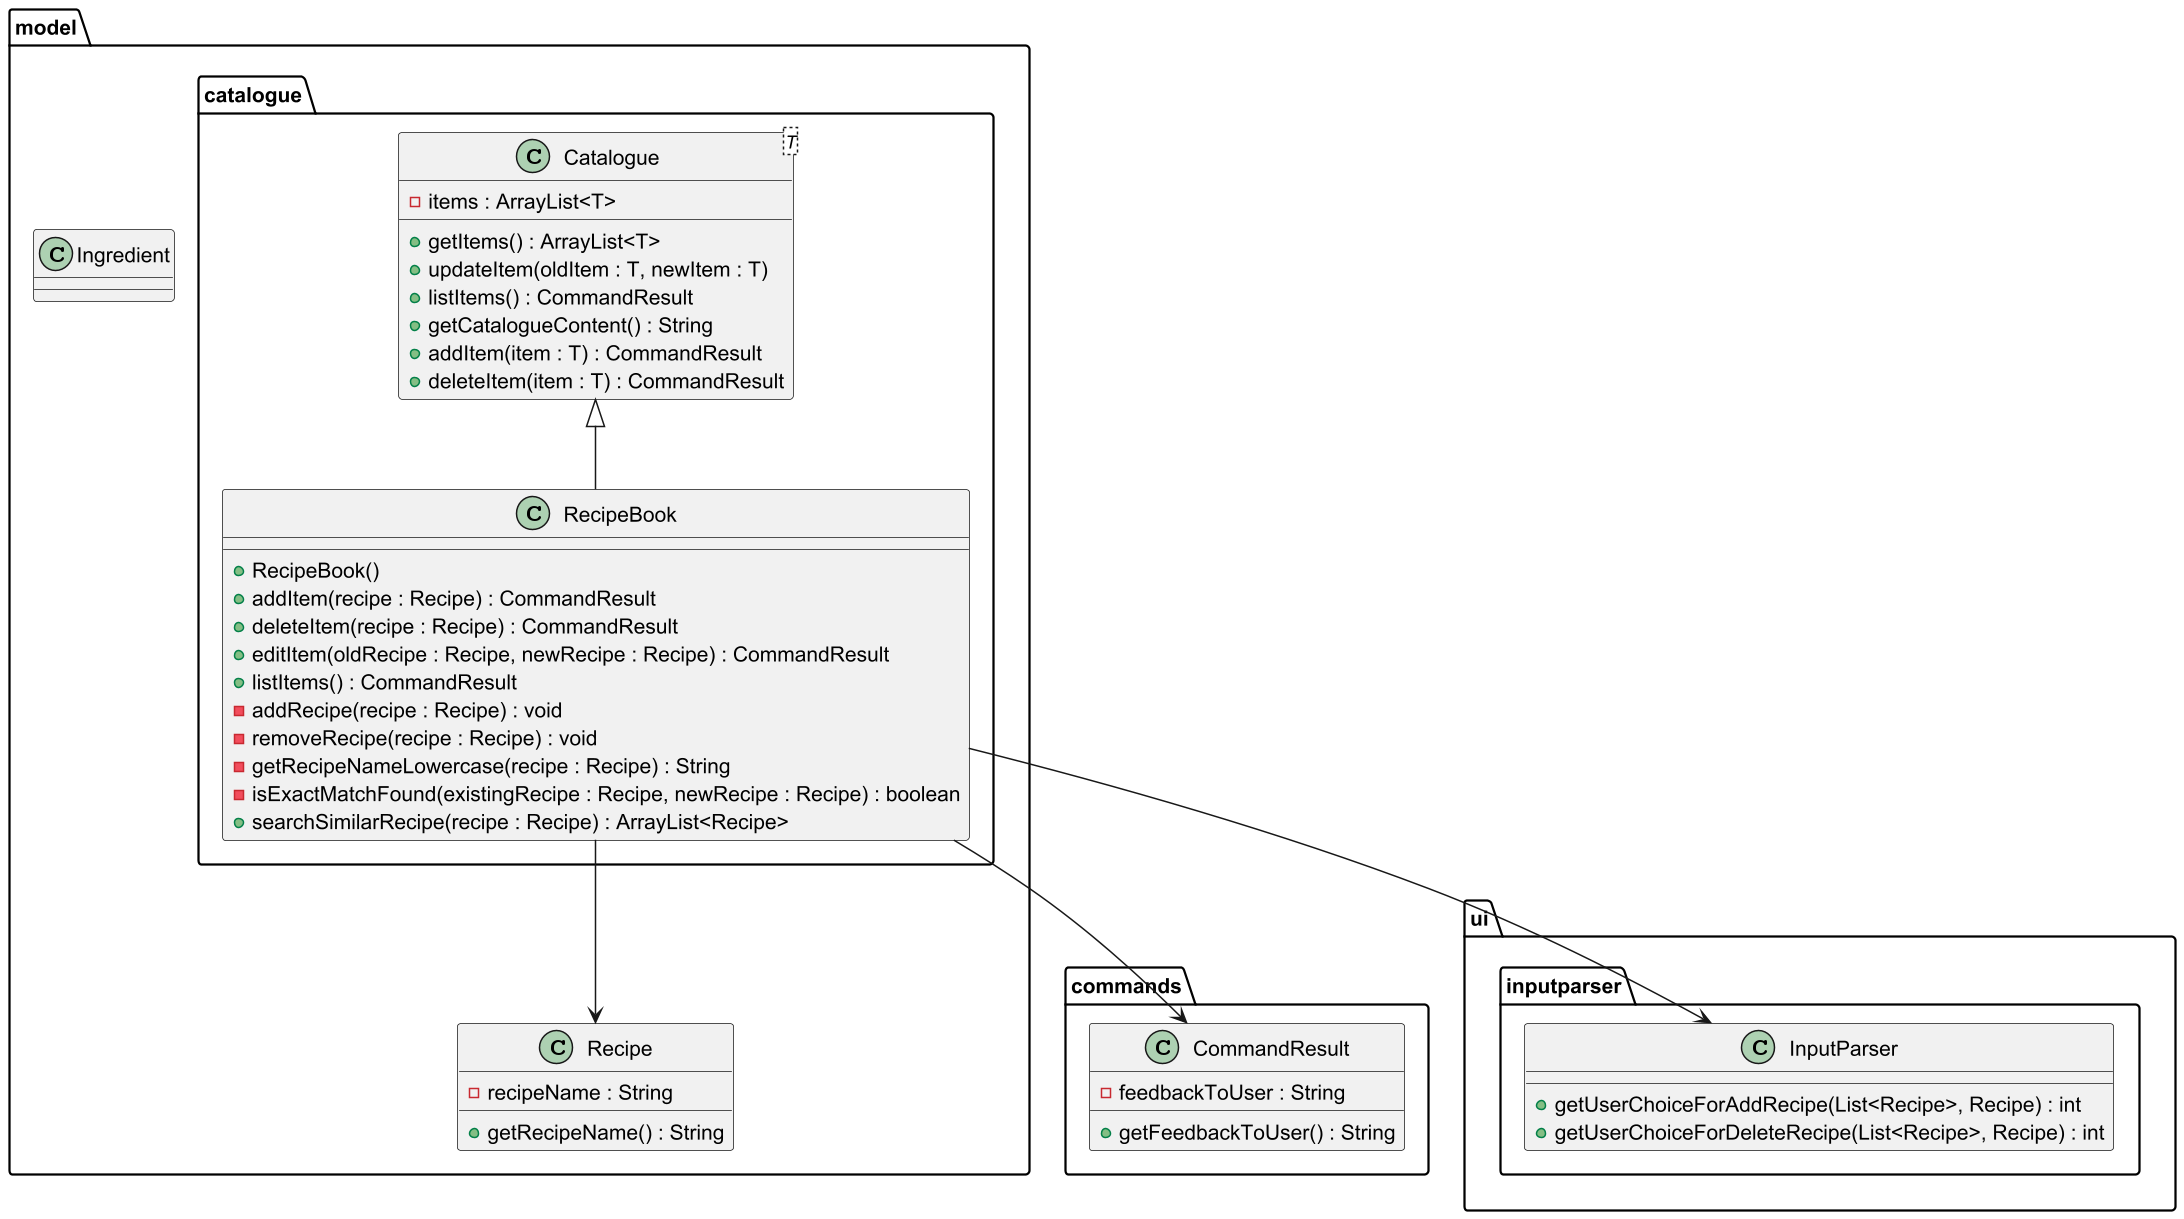 model
catalogue
C Catalogue
T
items : ArrayList<T>
getItems() : ArrayList<T>
updateItem(oldItem : T, newItem : T)
listItems() : CommandResult
getCatalogueContent() : String
addItem(item : T) : CommandResult
deleteItem(item : T) : CommandResult
C Ingredient
C RecipeBook
RecipeBook()
addItem(recipe : Recipe) : CommandResult
deleteItem(recipe : Recipe) : CommandResult
editItem(oldRecipe : Recipe, newRecipe : Recipe) : CommandResult
listItems() : CommandResult
addRecipe(recipe : Recipe) : void
removeRecipe(recipe : Recipe) : void
getRecipeNameLowercase(recipe : Recipe) : String
isExactMatchFound(existingRecipe : Recipe, newRecipe : Recipe) : boolean
searchSimilarRecipe(recipe : Recipe) : ArrayList<Recipe>
C Recipe
recipeName : String
getRecipeName() : String
commands
C CommandResult
feedbackToUser : String
getFeedbackToUser() : String
ui
inputparser
C InputParser
getUserChoiceForAddRecipe(List<Recipe>, Recipe) : int
getUserChoiceForDeleteRecipe(List<Recipe>, Recipe) : int